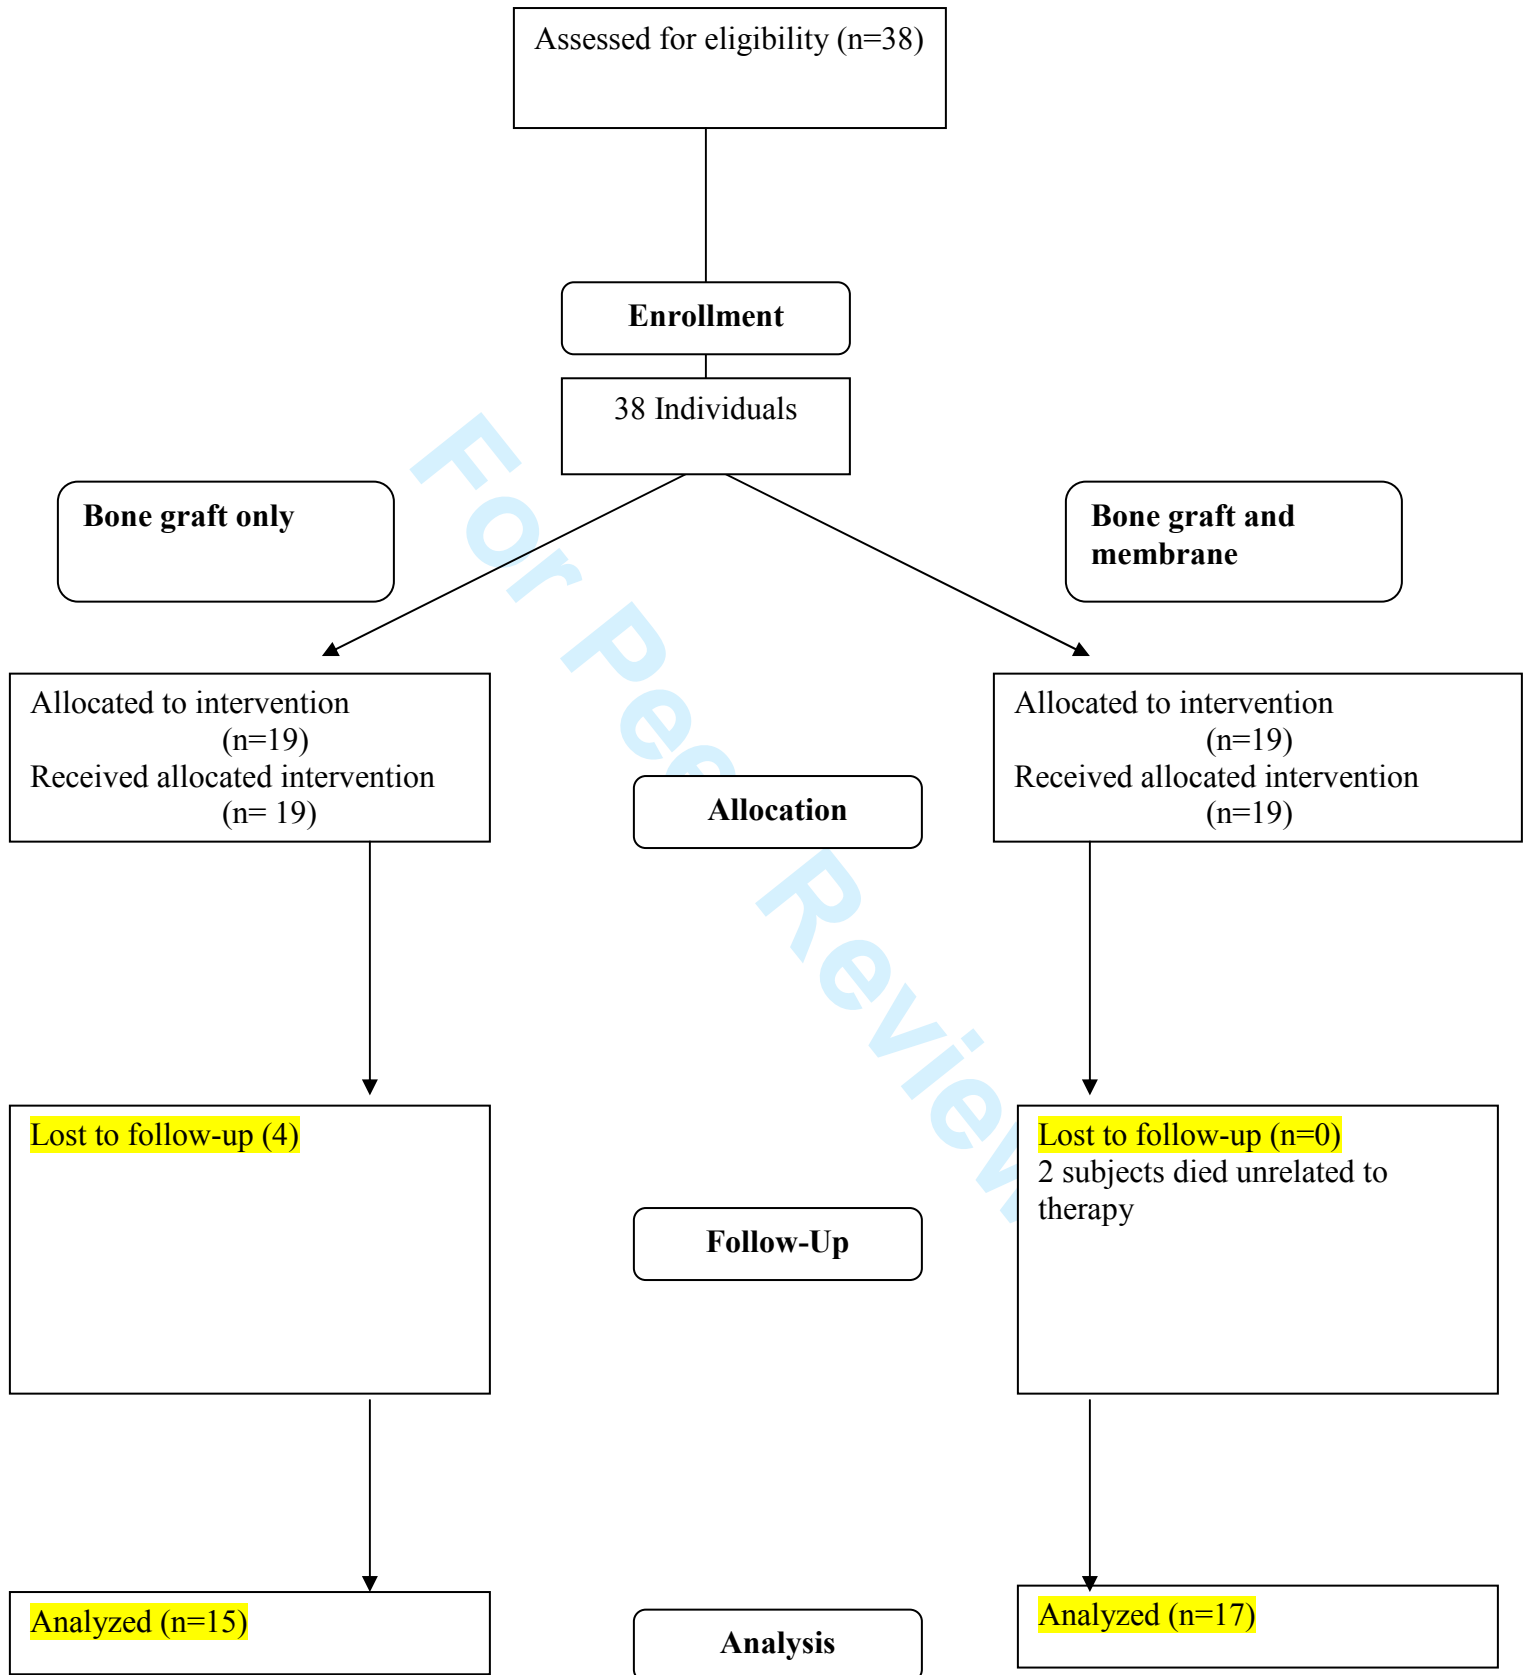 Assessed for eligibility (n=38)
Enrollment
38 Individuals
Bone graft only
Bone graft and
membrane
Allocated to intervention
(n=19)
Received allocated intervention
(n= 19)
Allocated to intervention
(n=19)
Received allocated intervention
(n=19)
Allocation
Lost to follow-up (4)
Lost to follow-up (n=0)
2 subjects died unrelated to
therapy
Follow-Up
Analyzed (n=15)
Analyzed (n=17)
Analysis
For Peer Review